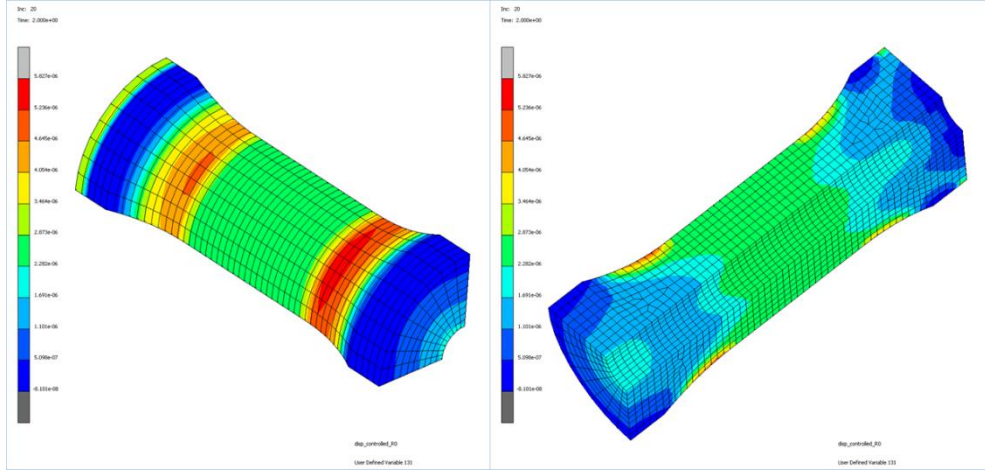 Inc: 20
Time: 2.000e+00
5.827e-06
5.236e-06
4.645e-06
4.054e-06
3.464e-06
2.873e-06
2.282e-06
1.691e-06
1.101e-06
5.098e-07
-8.101e-08
disp_controlled_R0
User Defined Variable 131
Inc: 20
Time: 2.000e+00
5.827e-06
5.236e-06
4.645e-06
4.054e-06
3.464e-06
2.873e-06
2.282e-06
1.691e-06
1.101e-06
5.098e-07
-8.101e-08
disp_controlled_R0
User Defined Variable 131